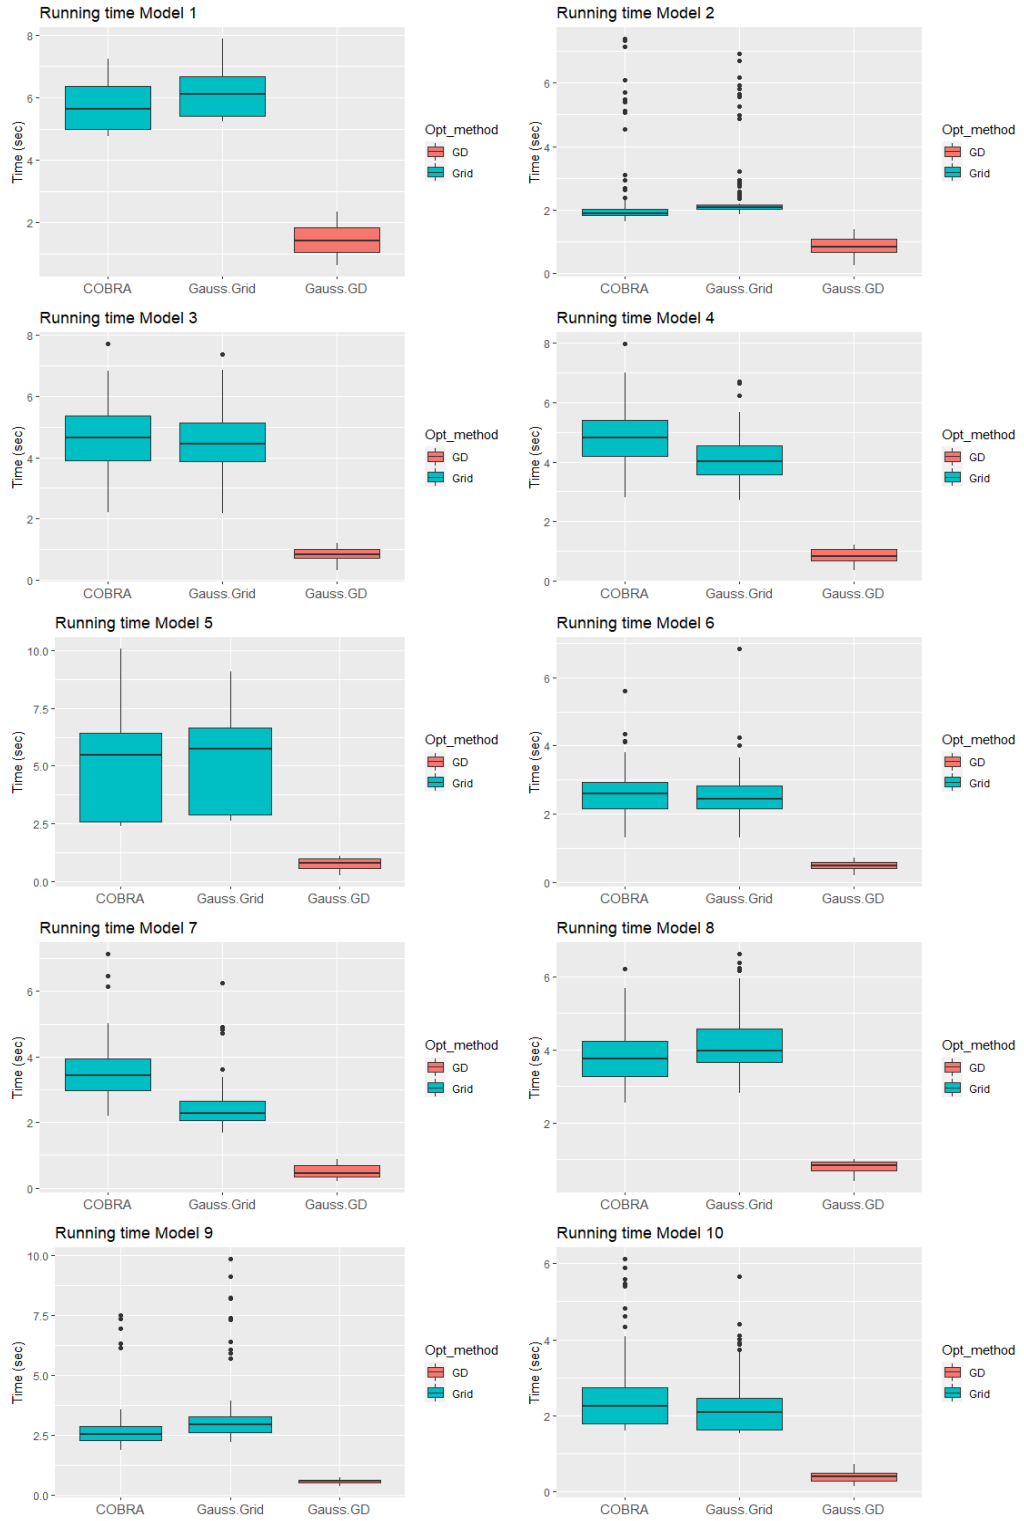 Running time Model 1
Time (sec)
8
6
4
2
COBRA Gauss.Grid Gauss.GD
Opt_method
GD
Grid
Running time Model 2
Time (sec)
6
4
2
0
COBRA Gauss.Grid Gauss.GD
Opt_method
GD
Grid
Running time Model 3
Time (sec)
8
6
4
2
0
COBRA Gauss.Grid Gauss.GD
Opt_method
GD
Grid
Running time Model 4
Time (sec)
8
6
4
2
0
COBRA Gauss.Grid Gauss.GD
Opt_method
GD
Grid
Running time Model 5
Time (sec)
10.0
7.5
5.0
2.5
0.0
COBRA Gauss.Grid Gauss.GD
Opt_method
GD
Grid
Running time Model 6
Time (sec)
6
4
2
0
COBRA Gauss.Grid Gauss.GD
Opt_method
GD
Grid
Running time Model 7
Time (sec)
6
4
2
0
COBRA Gauss.Grid Gauss.GD
Opt_method
GD
Grid
Running time Model 8
Time (sec)
6
4
2
COBRA Gauss.Grid Gauss.GD
Opt_method
GD
Grid
Running time Model 9
Time (sec)
10.0
7.5
5.0
2.5
0.0
COBRA Gauss.Grid Gauss.GD
Opt_method
GD
Grid
Running time Model 10
Time (sec)
6
4
2
0
COBRA Gauss.Grid Gauss.GD
Opt_method
GD
Grid